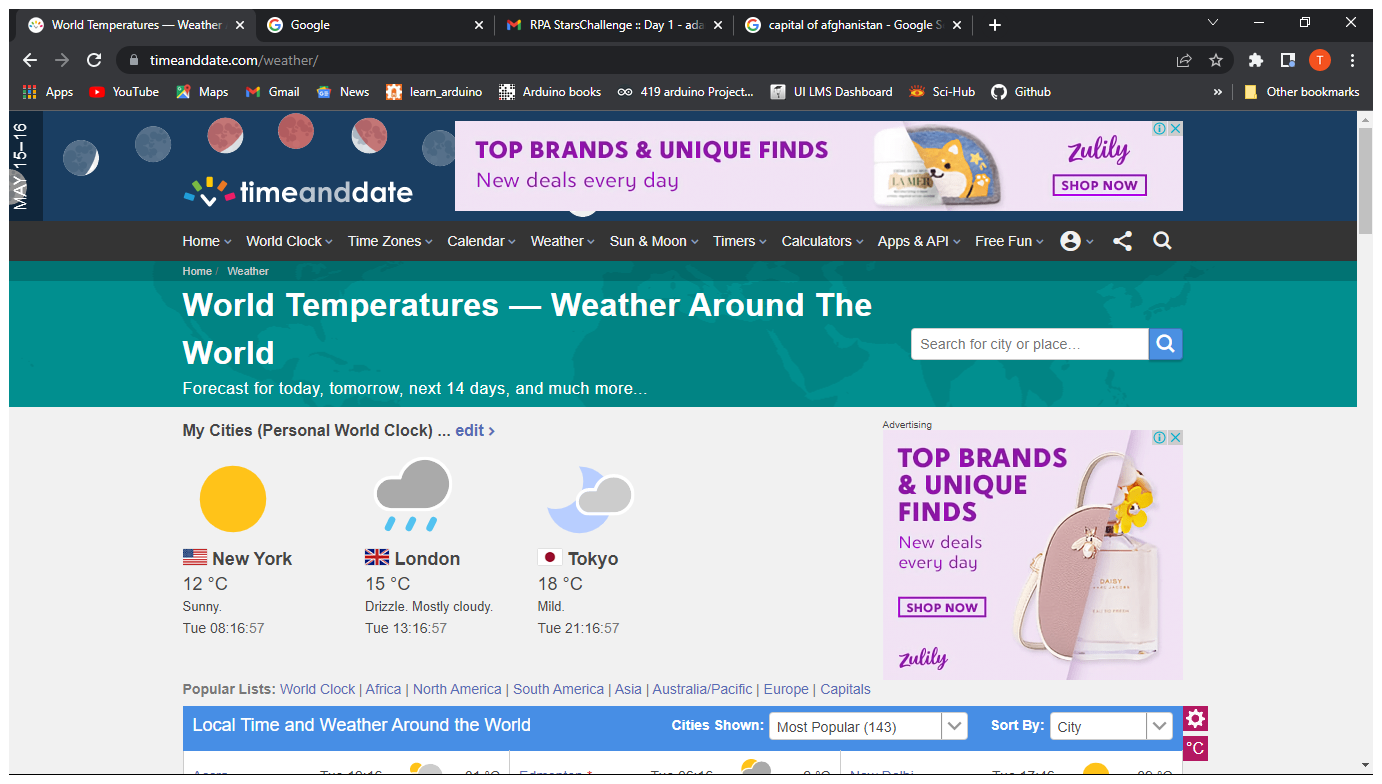 World Temperatures — Weather
Google
RPA StarsChallenge :: Day 1 - ada
capital of afghanistan - Google S
timeanddate.com/weather/
T
Apps YouTube Maps Gmail News learn_arduino Arduino books 419 arduino Project... UI LMS Dashboard Sci-Hub Github » Other bookmarks
MAY 15–16
timeanddate
TOP BRANDS & UNIQUE FINDS
New deals every day
LA MER
zulily
SHOP NOW
Home World Clock Time Zones Calendar Weather Sun & Moon Timers Calculators Apps & API Free Fun
Home / Weather
World Temperatures — Weather Around The
World
Search for city or place…
Forecast for today, tomorrow, next 14 days, and much more…
My Cities (Personal World Clock) ... edit ›
New York
12 °C
Sunny.
Tue 08:16:57
London
15 °C
Drizzle. Mostly cloudy.
Tue 13:16:57
Tokyo
18 °C
Mild.
Tue 21:16:57
Advertising
TOP BRANDS
& UNIQUE
FINDS
New deals
every day
SHOP NOW
zulily
DAISY
Popular Lists: World Clock | Africa | North America | South America | Asia | Australia/Pacific | Europe | Capitals
Local Time and Weather Around the World
Cities Shown: Most Popular (143)
Sort By: City
°C